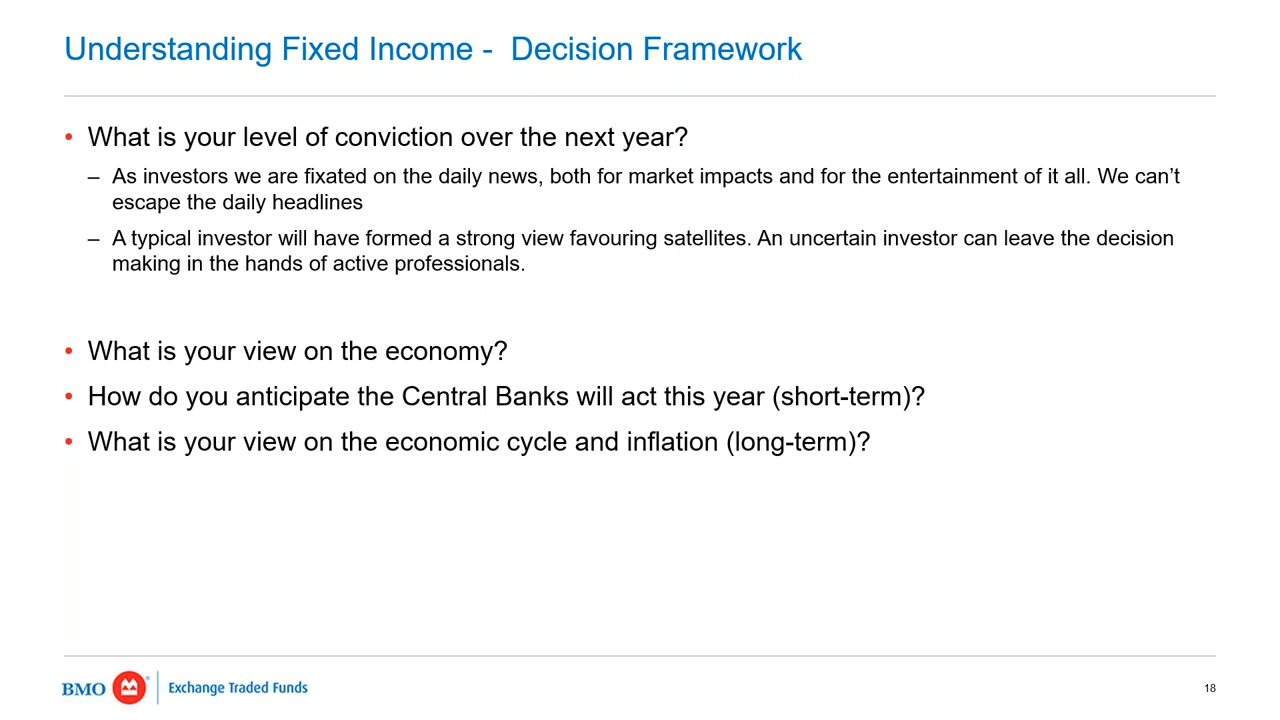 Understanding Fixed Income -  Decision Framework
• What is your level of conviction over the next year?
– As investors we are fixated on the daily news, both for market impacts and for the entertainment of it all. We can’t
escape the daily headlines
– A typical investor will have formed a strong view favouring satellites. An uncertain investor can leave the decision
making in the hands of active professionals.
• What is your view on the economy?
• How do you anticipate the Central Banks will act this year (short-term)?
• What is your view on the economic cycle and inflation (long-term)?
BMO Exchange Traded Funds
18